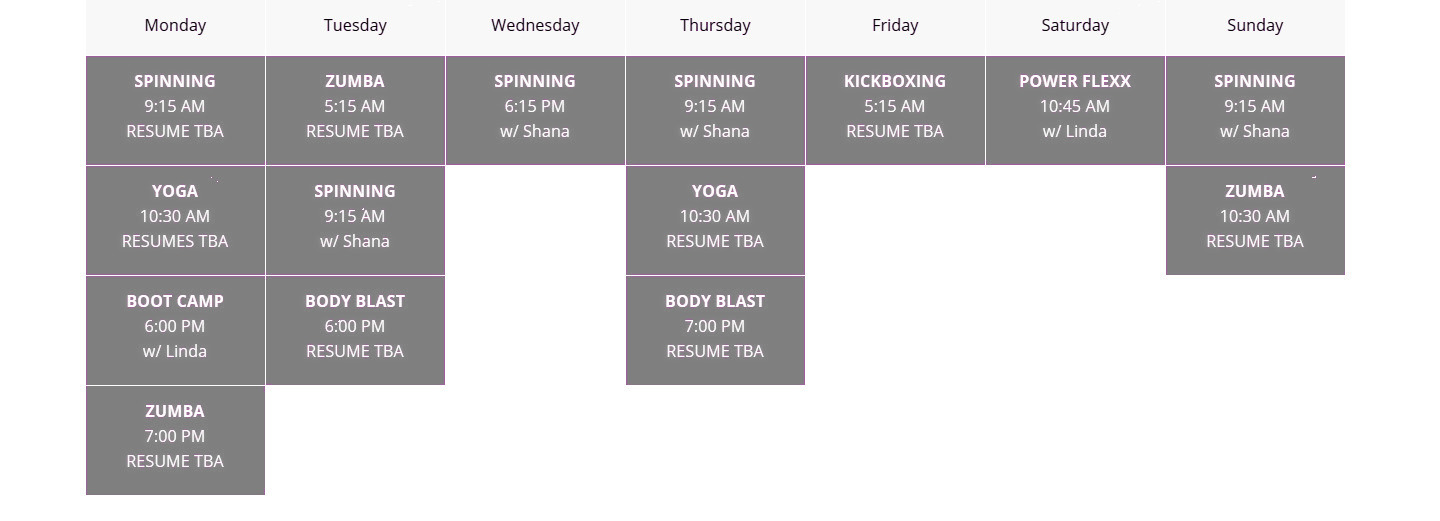 Monday
Tuesday
Wednesday
Thursday
Friday
Saturday
Sunday
SPINNING
9:15 AM
RESUME TBA
ZUMBA
5:15 AM
RESUME TBA
SPINNING
6:15 PM
w/ Shana
SPINNING
9:15 AM
w/ Shana
KICKBOXING
5:15 AM
RESUME TBA
POWER FLEXX
10:45 AM
w/ Linda
SPINNING
9:15 AM
w/ Shana
YOGA
10:30 AM
RESUMES TBA
SPINNING
9:15 AM
w/ Shana
YOGA
10:30 AM
RESUME TBA
ZUMBA
10:30 AM
RESUME TBA
BOOT CAMP
6:00 PM
w/ Linda
BODY BLAST
6:00 PM
RESUME TBA
BODY BLAST
7:00 PM
RESUME TBA
ZUMBA
7:00 PM
RESUME TBA